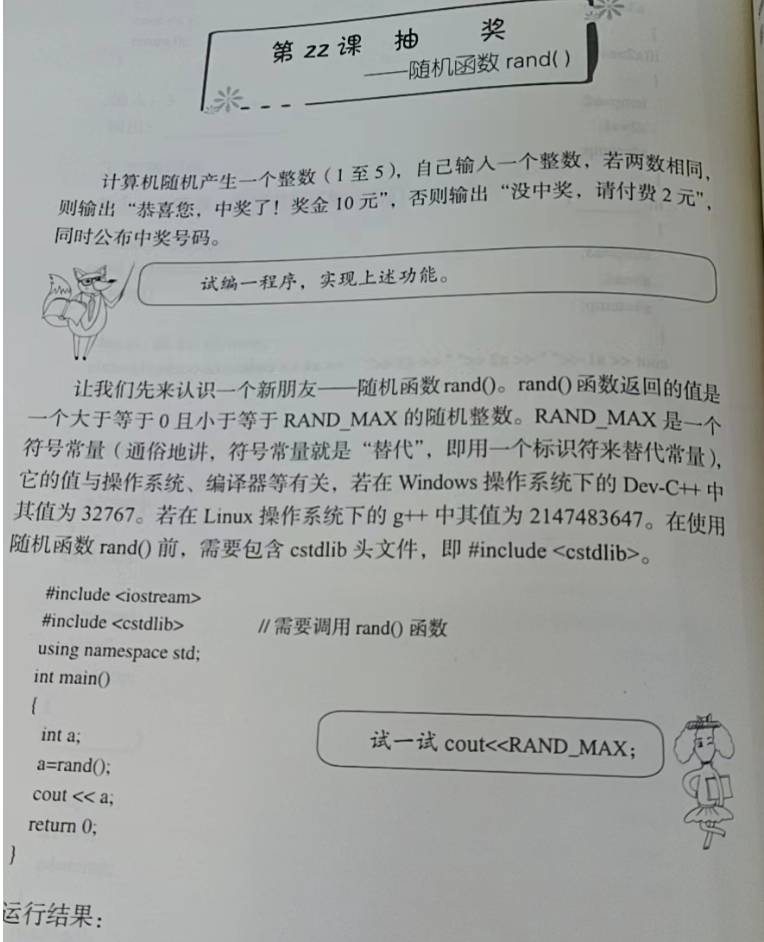 第22课 抽 奖
——随机函数 rand( )
计算机随机产生一个整数（1 至 5），自己输入一个整数，若两数相同，
则输出“恭喜您，中奖了！奖金 10 元”，否则输出“没中奖，请付费 2 元”，
同时公布中奖号码。
试编一程序，实现上述功能。
让我们先来认识一个新朋友——随机函数 rand()。rand() 函数返回的值是
一个大于等于 0 且小于等于 RAND_MAX 的随机整数。RAND_MAX 是一个
符号常量（通俗地讲，符号常量就是“替代”，即用一个标识符来替代常量），
它的值与操作系统、编译器等有关，若在 Windows 操作系统下的 Dev-C++ 中
其值为 32767。若在 Linux 操作系统下的 g++ 中其值为 2147483647。在使用
随机函数 rand() 前，需要包含 cstdlib 头文件，即 #include <cstdlib>。
#include <iostream>
#include <cstdlib> //需要调用 rand() 函数
using namespace std;
int main()
{
int a;
a=rand();
cout << a;
return 0;
}
试一试 cout<<RAND_MAX;
运行结果：